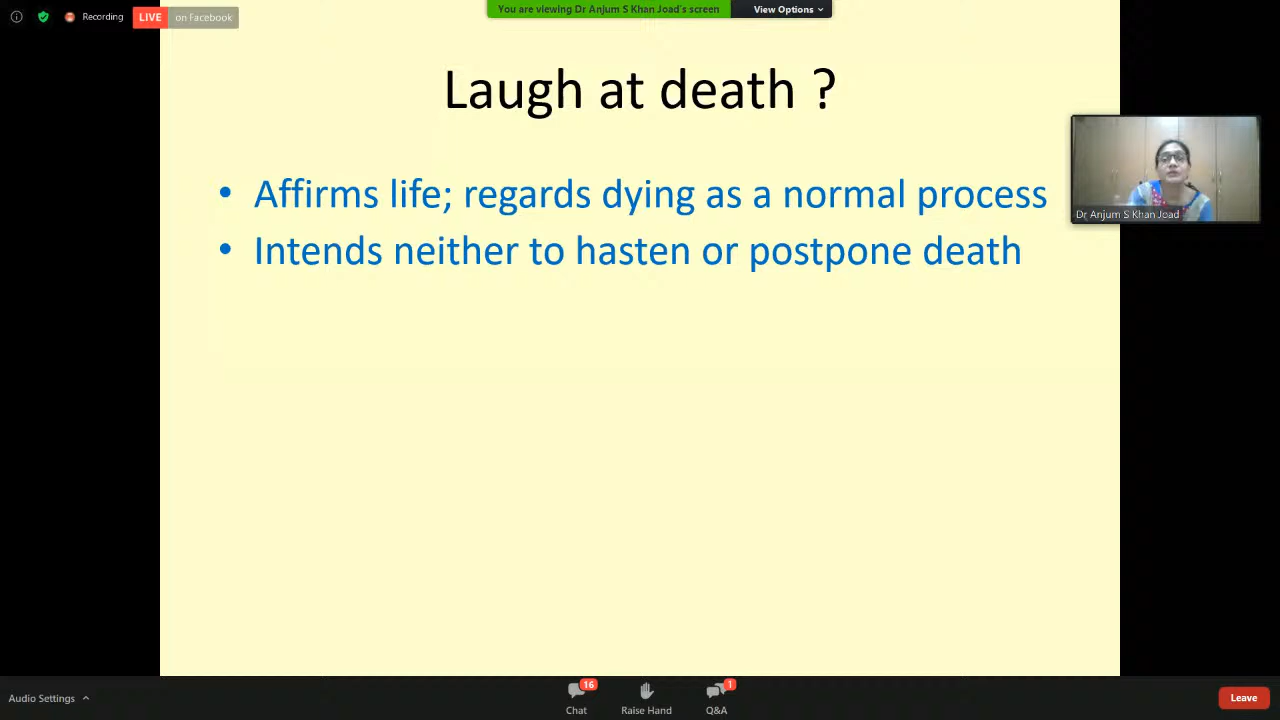 Recording
LIVE on Facebook
You are viewing Dr Anjum S Khan Joad's screen
View Options
Laugh at death ?
• Affirms life; regards dying as a normal process
• Intends neither to hasten or postpone death
Dr Anjum S Khan Joad
Audio Settings
16
Chat
Raise Hand
1
Q&A
Leave